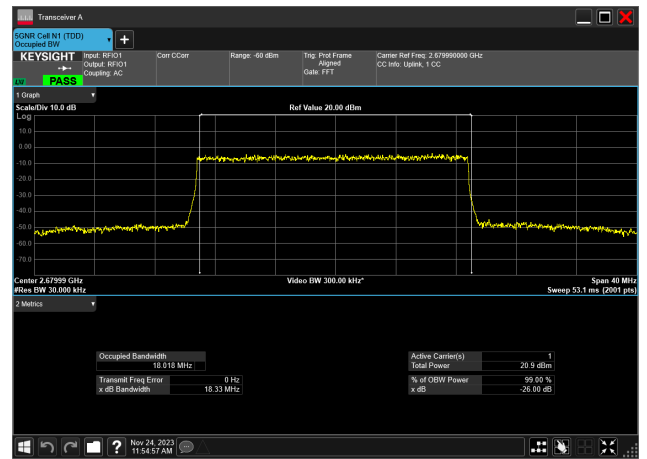 Transceiver A
5GNR Cell N1 (TDD)
Occupied BW
KEYSIGHT
LW
PASS
Input: RFIO1
Output: RFIO1
Coupling: AC
Corr CCorr
Range: -60 dBm
Trig: Prot Frame
Aligned
Gate: FFT
Carrier Ref Freq: 2.679990000 GHz
CC Info: Uplink, 1 CC
1 Graph
Scale/Div 10.0 dB
Ref Value 20.00 dBm
Log
10.0
0.00
-10.0
-20.0
-30.0
-40.0
-50.0
-60.0
-70.0
Center 2.67999 GHz
Video BW 300.00 kHz*
Span 40 MHz
#Res BW 30.000 kHz
Sweep 53.1 ms (2001 pts)
2 Metrics
Occupied Bandwidth
18.018 MHz
Transmit Freq Error 0 Hz
x dB Bandwidth 18.33 MHz
Active Carrier(s) 1
Total Power 20.9 dBm
% of OBW Power 99.00 %
x dB -26.00 dB
?
Nov 24, 2023
11:54:57 AM